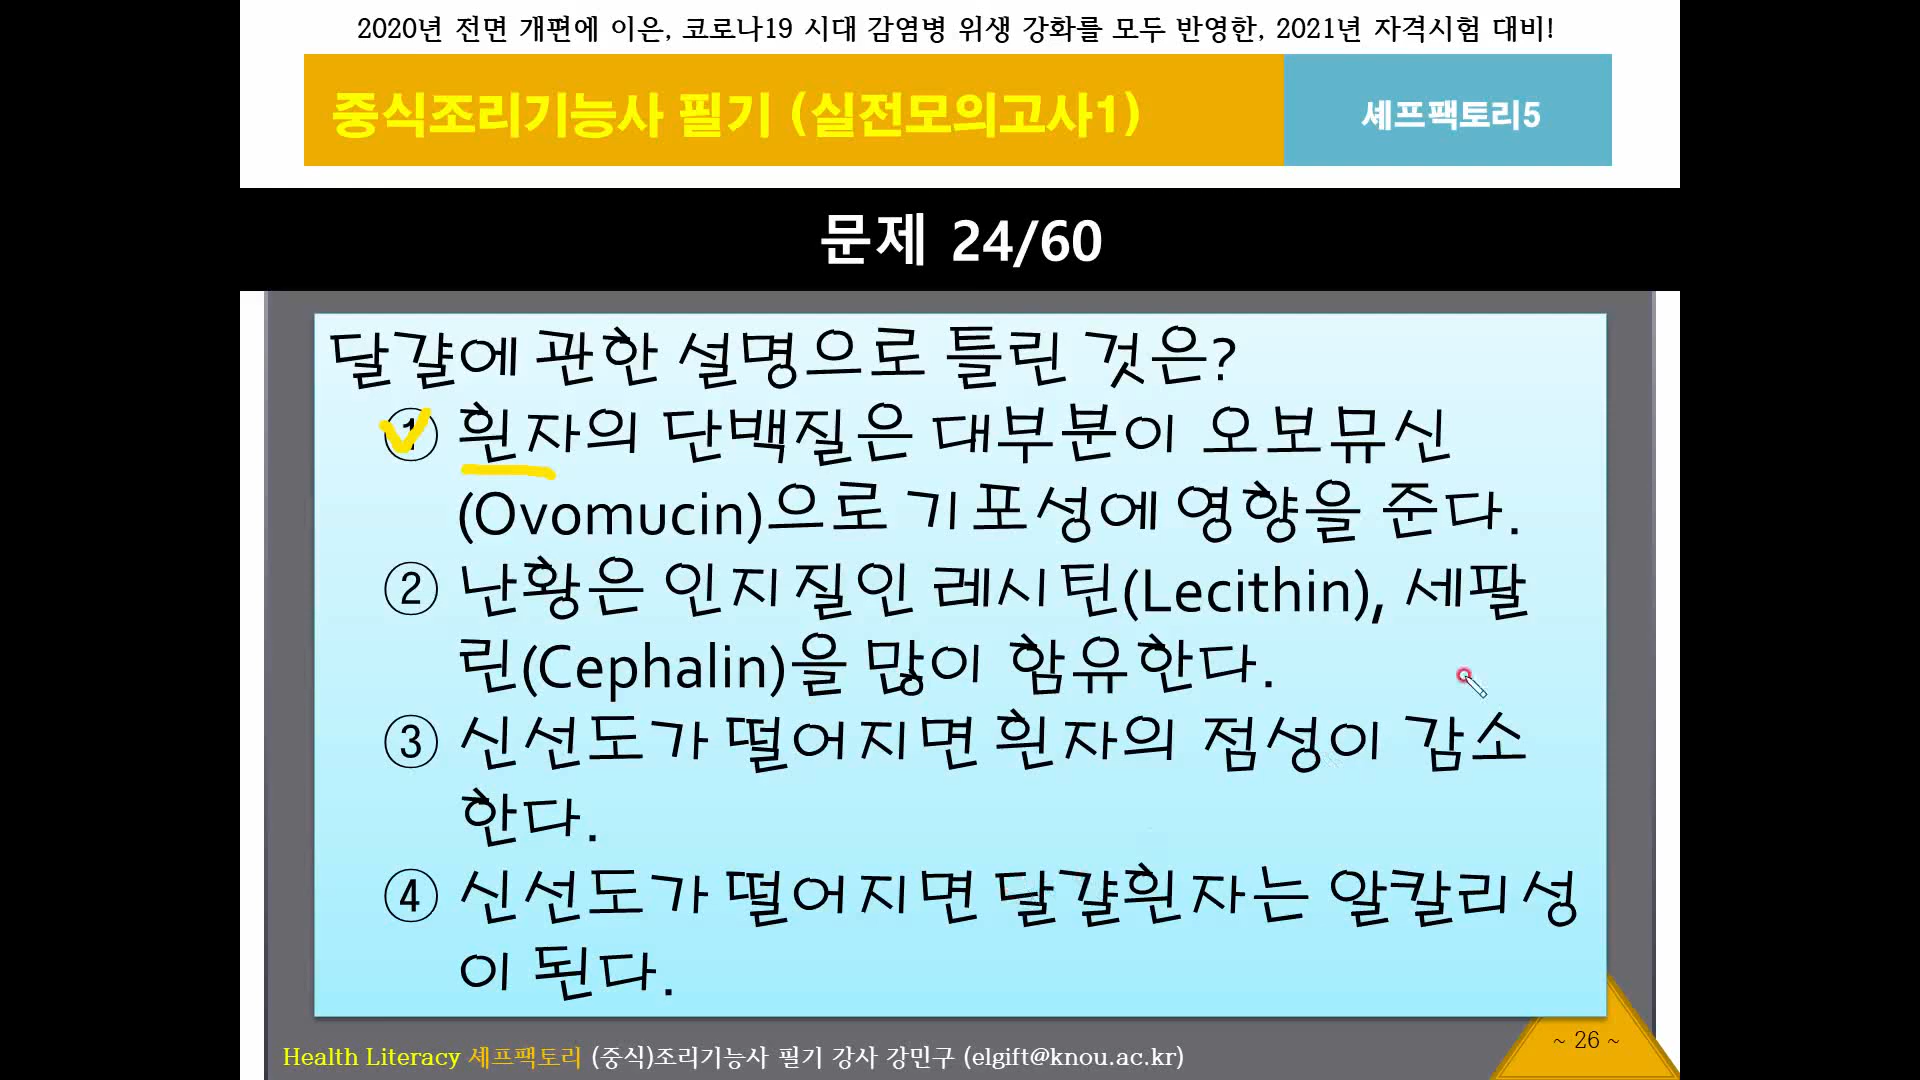 2020년 전면 개편에 이은, 코로나19 시대 감염병 위생 강화를 모두 반영한, 2021년 자격시험 대비!
중식조리기능사 필기 (실전모의고사1)
셰프팩토리5
문제 24/60
달걀에 관한 설명으로 틀린 것은?
① 흰자의 단백질은 대부분이 오보뮤신
(Ovomucin)으로 기포성에 영향을 준다.
② 난황은 인지질인 레시틴(Lecithin), 세팔
린(Cephalin)을 많이 함유한다.
③ 신선도가 떨어지면 흰자의 점성이 감소
한다.
④ 신선도가 떨어지면 달걀흰자는 알칼리성
이 된다.
~ 26 ~
Health Literacy 셰프팩토리 (중식)조리기능사 필기 강사 강민구 (elgift@knou.ac.kr)